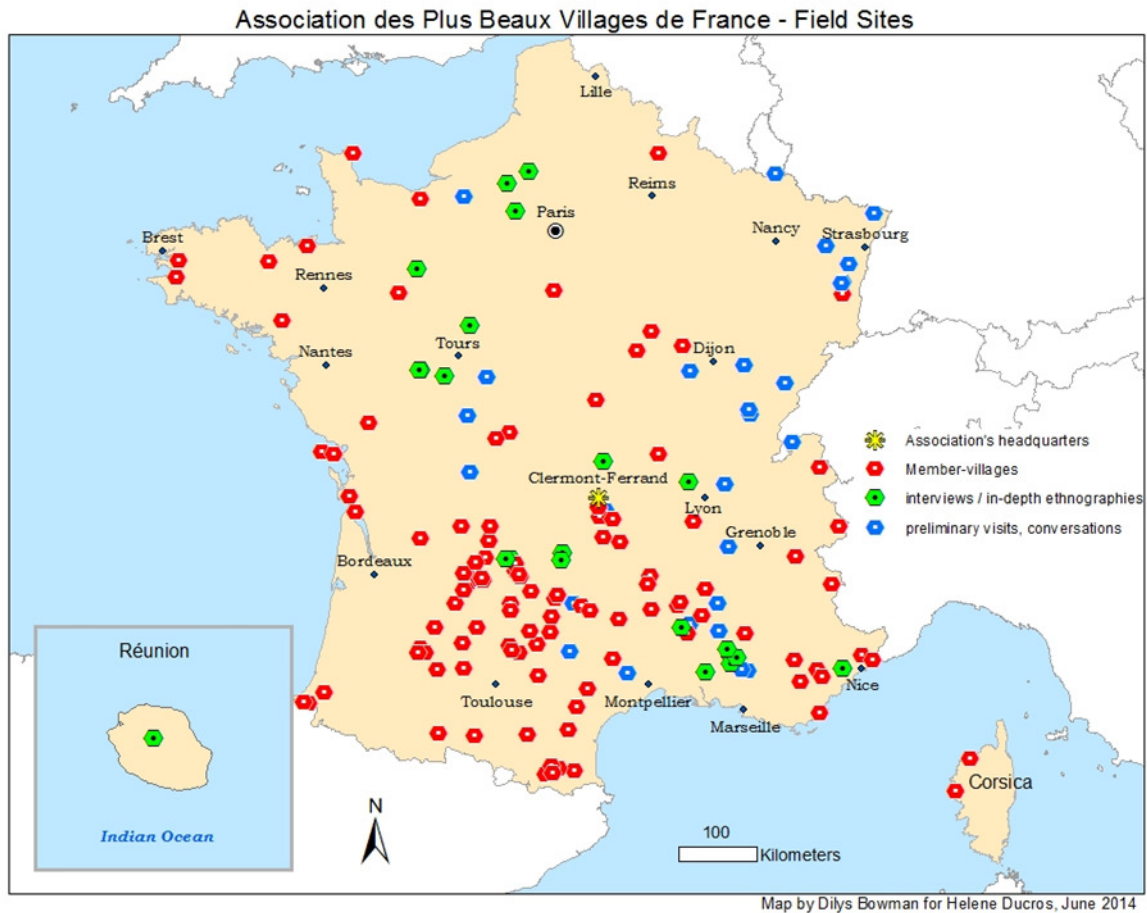 Association des Plus Beaux Villages de France - Field Sites
Lille
Reims
Paris
Nancy
Strasbourg
Brest
Rennes
Tours
Dijon
Nantes
Association's headquarters
Member-villages
interviews / in-depth ethnographies
preliminary visits, conversations
Clermont-Ferrand
Lyon
Grenoble
Bordeaux
Réunion
Nice
Toulouse
Montpellier
Marseille
Corsica
Indian Ocean
N
100
Kilometers
Map by Dilys Bowman for Helene Ducros, June 2014